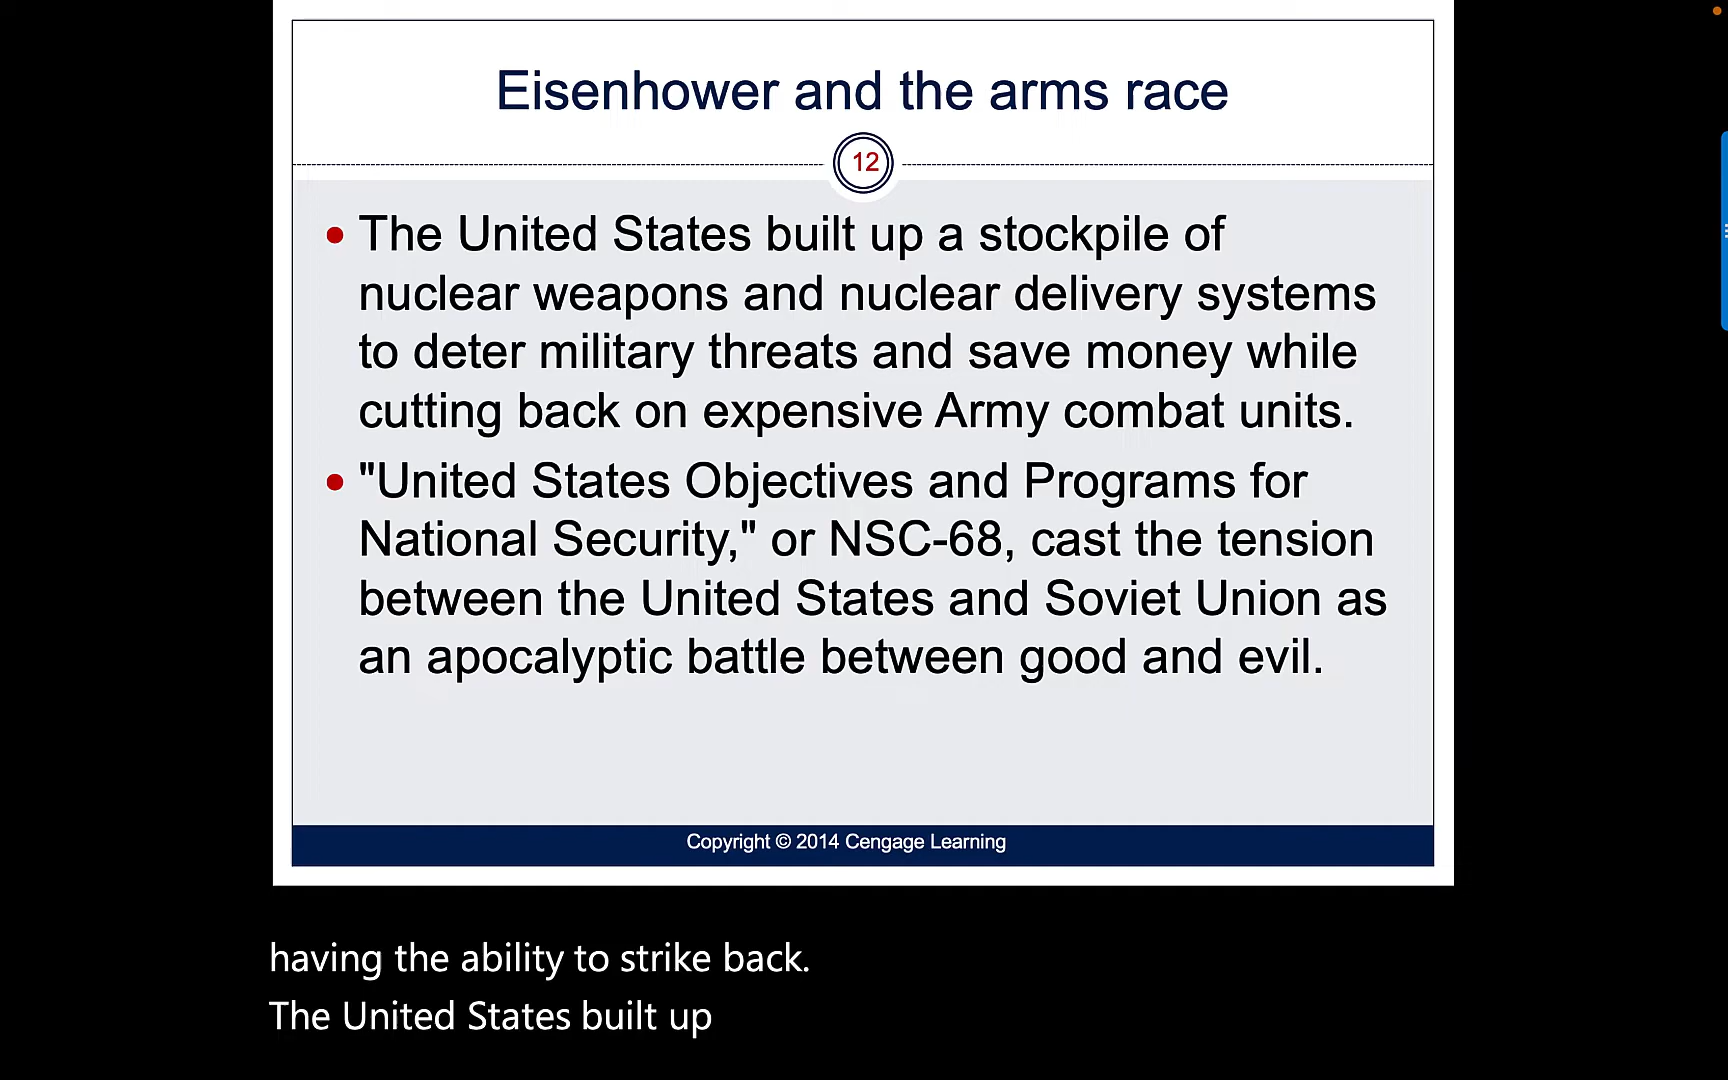 Eisenhower and the arms race
12
• The United States built up a stockpile of
nuclear weapons and nuclear delivery systems
to deter military threats and save money while
cutting back on expensive Army combat units.
• "United States Objectives and Programs for
National Security," or NSC-68, cast the tension
between the United States and Soviet Union as
an apocalyptic battle between good and evil.
Copyright © 2014 Cengage Learning
having the ability to strike back.
The United States built up